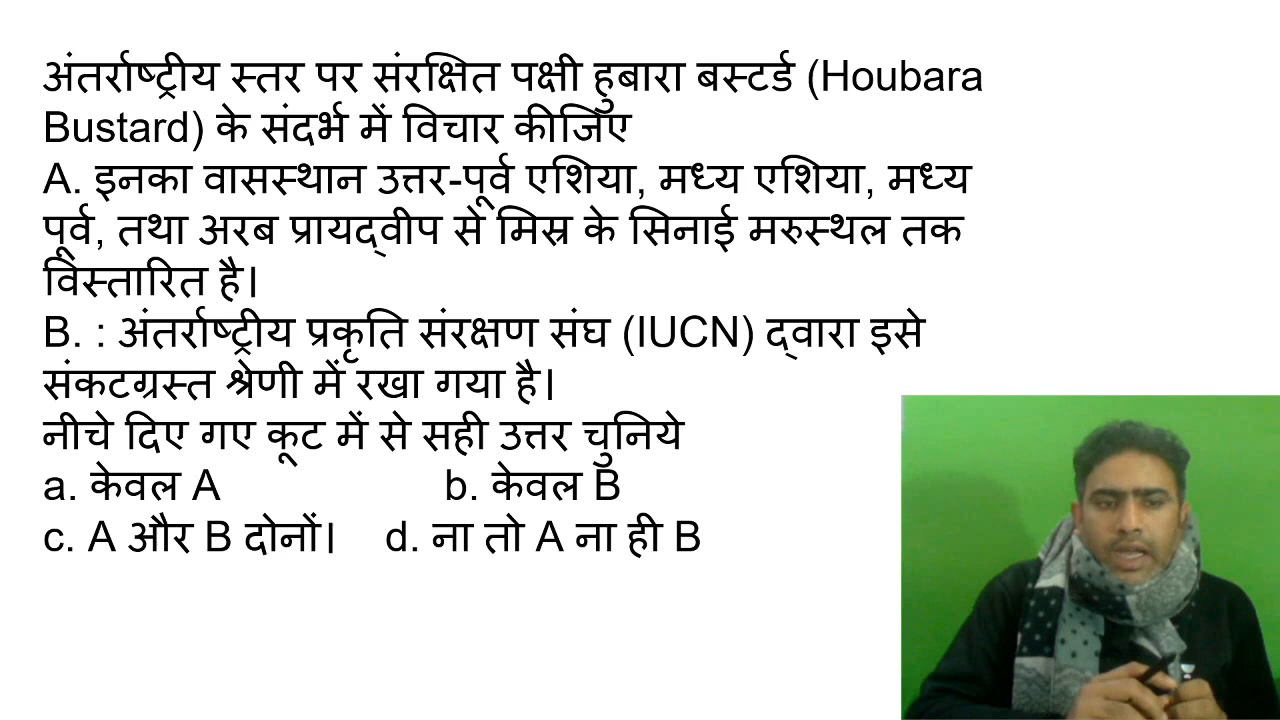 अंतर्राष्ट्रीय स्तर पर संरक्षित पक्षी हुबारा बस्टर्ड (Houbara
Bustard) के संदर्भ में विचार कीजिए
A. इनका वासस्थान उत्तर-पूर्व एशिया, मध्य एशिया, मध्य
पूर्व, तथा अरब प्रायद्वीप से मिस्र के सिनाई मरुस्थल तक
विस्तारित है।
B. : अंतर्राष्ट्रीय प्रकृति संरक्षण संघ (IUCN) द्वारा इसे
संकटग्रस्त श्रेणी में रखा गया है।
नीचे दिए गए कूट में से सही उत्तर चुनिये
a. केवल A b. केवल B
c. A और B दोनों। d. ना तो A ना ही B